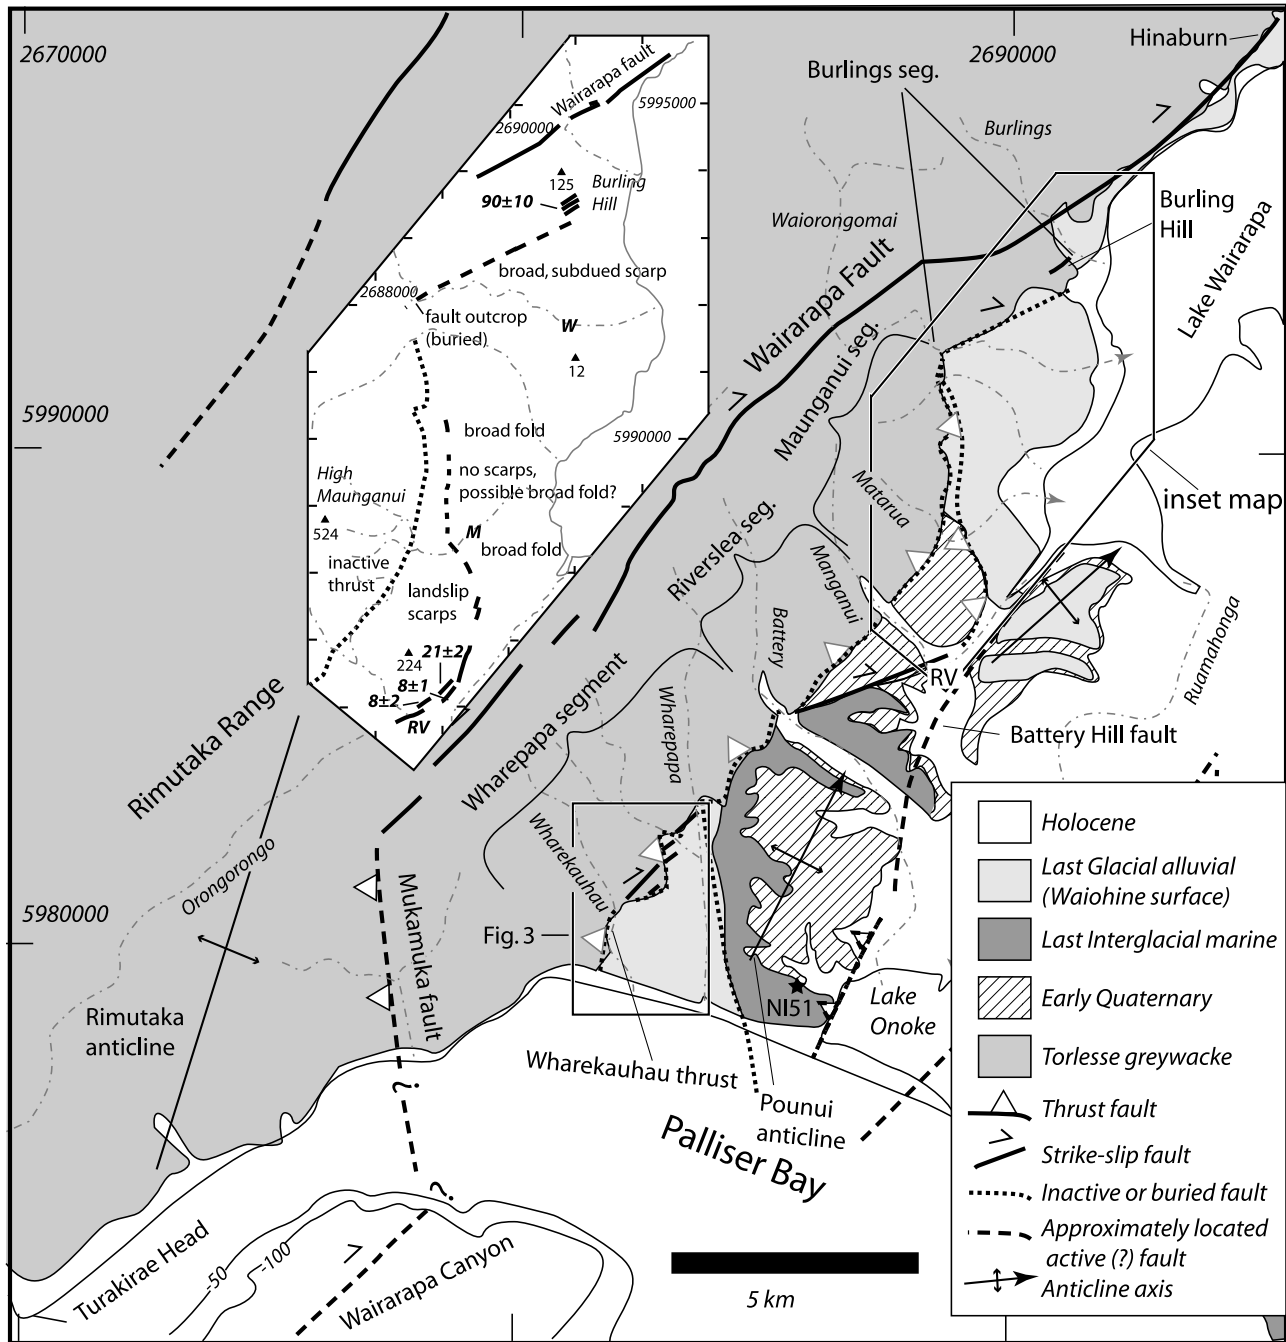 2670000
2690000
Hinaburn
Burlings seg.
Burlings
Wairarapa fault
5995000
2690000
125
Burling
Hill
90±10
Waiorongomai
Burling
Hill
Lake Wairarapa
broad, subdued scarp
2688000
fault outcrop
(buried)
W
12
Wairarapa Fault
Maunganui seg.
5990000
5990000
broad fold
no scarps,
possible broad fold?
High
Maunganui
524
M
broad fold
inactive
thrust
landslip
scarps
Matarua
inset map
Riverslea seg.
Manganui
Battery
Ruamahonga
224
21±2
8±1
8±2
RV
RV
Rimutaka Range
Wharepapa segment
Wharepapa
Battery Hill fault
Orongorongo
Mukamuka fault
Wharekauhau
5980000
Fig. 3
Rimutaka
anticline
NI51
Lake
Onoke
Wharekauhau thrust
Pounui
anticline
?
?
Palliser Bay
Turakirae Head
-50
-100
Wairarapa Canyon
5 km
Holocene
Last Glacial alluvial
(Waiohine surface)
Last Interglacial marine
Early Quaternary
Torlesse greywacke
Thrust fault
Strike-slip fault
Inactive or buried fault
Approximately located
active (?) fault
Anticline axis